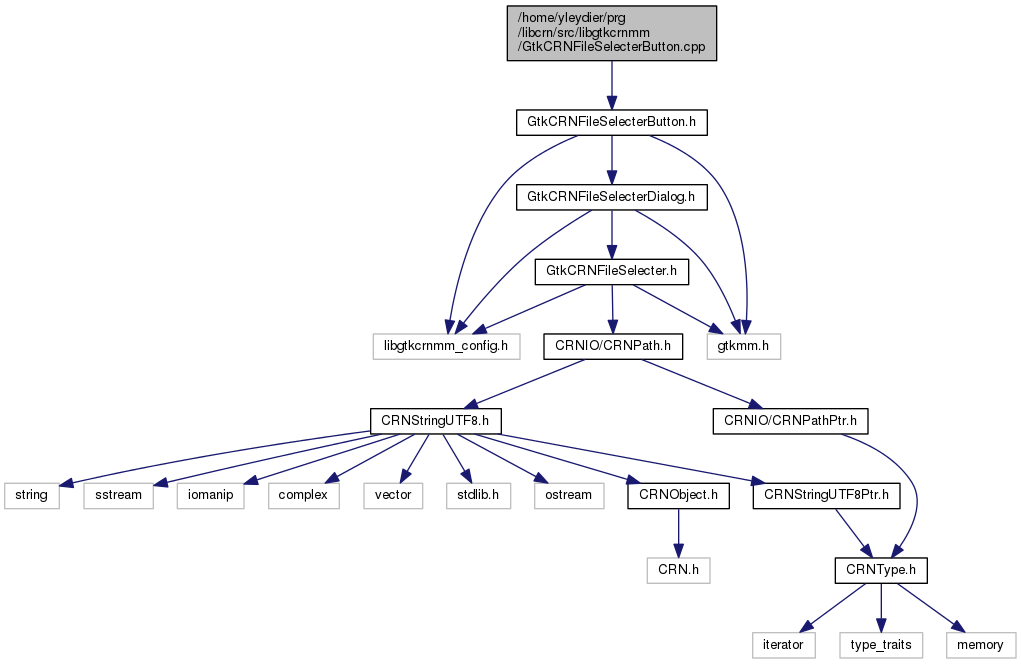 /home/yleydier/prg
/libcrn/src/libgtkcrnmm
/GtkCRNFileSelecterButton.cpp
GtkCRNFileSelecterButton.h
GtkCRNFileSelecterDialog.h
GtkCRNFileSelecter.h
libgtkcrnmm_config.h
CRNIO/CRNPath.h
gtkmm.h
CRNStringUTF8.h
CRNIO/CRNPathPtr.h
string
sstream
iomanip
complex
vector
stdlib.h
ostream
CRNObject.h
CRNStringUTF8Ptr.h
CRN.h
CRNType.h
iterator
type_traits
memory